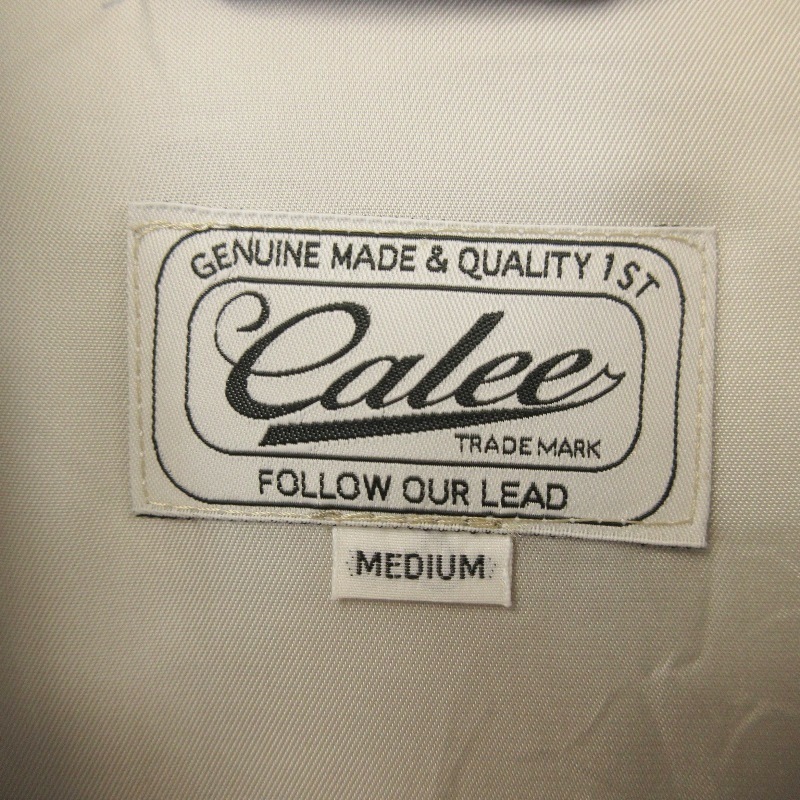 GENUINE MADE & QUALITY 1ST
Calee
TRADE MARK
FOLLOW OUR LEAD
MEDIUM